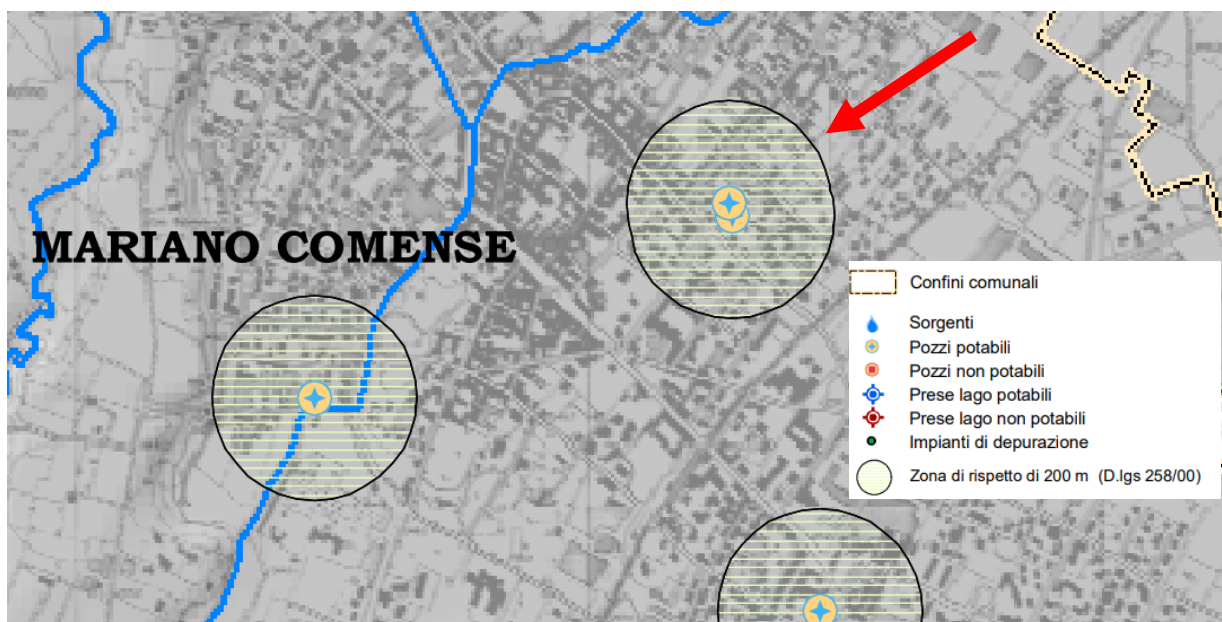 MARIANO COMENSE
Confini comunali
Sorgenti
Pozzi potabili
Pozzi non potabili
Prese lago potabili
Prese lago non potabili
Impianti di depurazione
Zona di rispetto di 200 m (D.lgs 258/00)